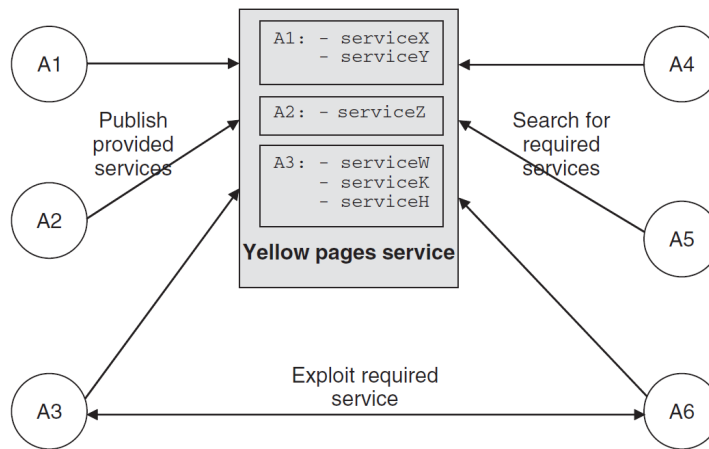 A1
A1: - serviceX
- serviceY
A4
A2: - serviceZ
Publish
provided
services
Search for
required
services
A3: - serviceW
- serviceK
- serviceH
A2
Yellow pages service
A5
Exploit required
service
A3
A6